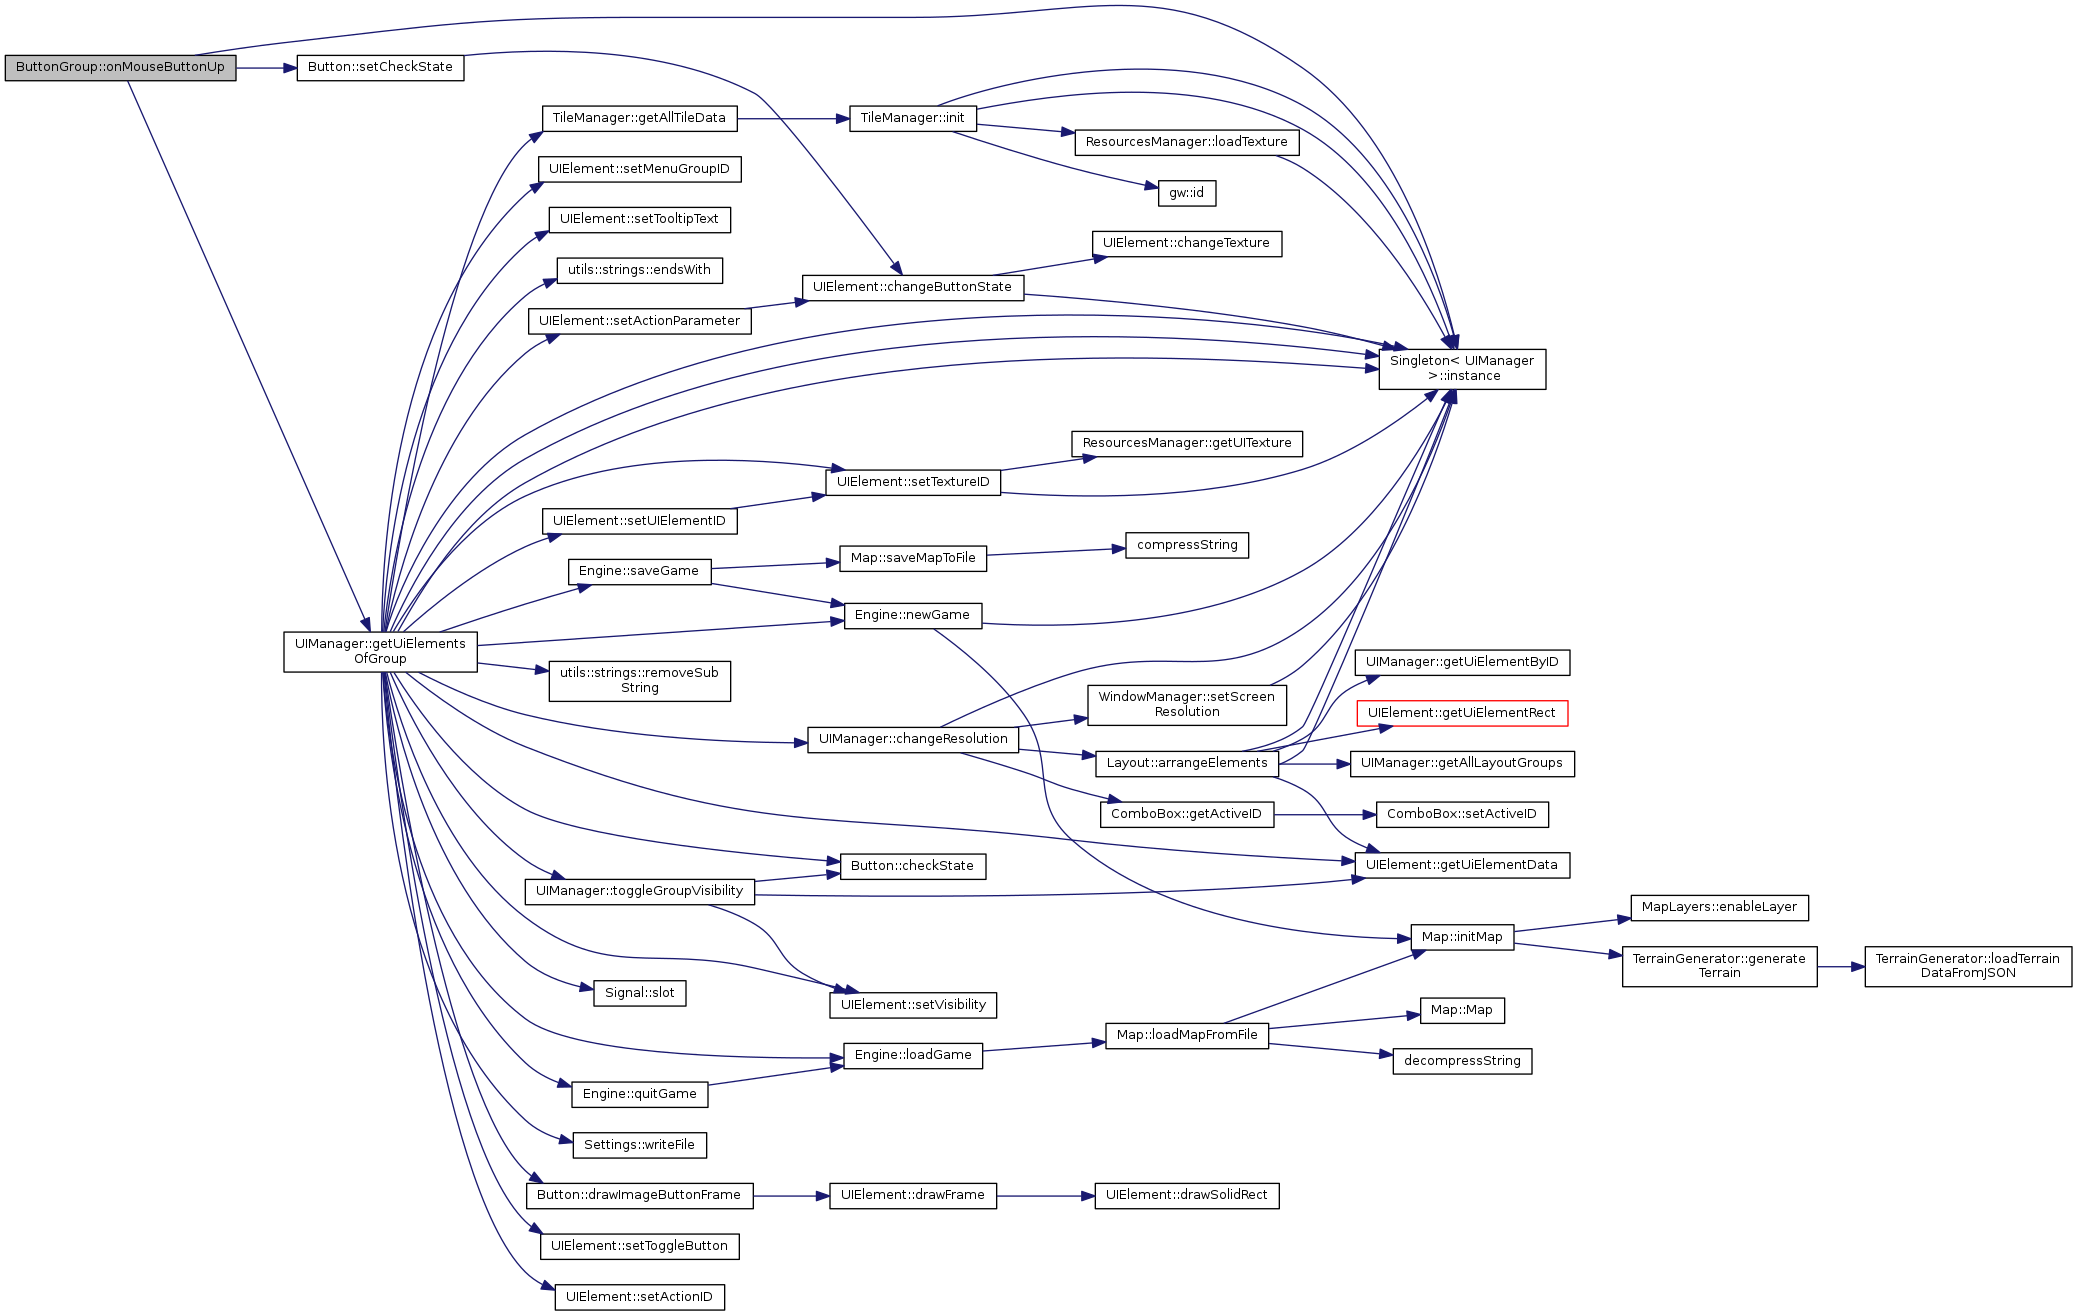 ButtonGroup::onMouseButtonUp
Button::setCheckState
TileManager::getAllTileData
TileManager::init
ResourcesManager::loadTexture
UIElement::setMenuGroupID
gw::id
UIElement::setTooltipText
UIElement::changeTexture
utils::strings::endsWith
UIElement::changeButtonState
UIElement::setActionParameter
Singleton< UIManager
>::instance
ResourcesManager::getUITexture
UIElement::setTextureID
UIElement::setUIElementID
compressString
Map::saveMapToFile
Engine::saveGame
Engine::newGame
UIManager::getUiElements
OfGroup
UIManager::getUiElementByID
utils::strings::removeSub
String
WindowManager::setScreen
Resolution
UIElement::getUiElementRect
UIManager::changeResolution
Layout::arrangeElements
UIManager::getAllLayoutGroups
ComboBox::getActiveID
ComboBox::setActiveID
Button::checkState
UIElement::getUiElementData
UIManager::toggleGroupVisibility
MapLayers::enableLayer
Map::initMap
TerrainGenerator::generate
Terrain
TerrainGenerator::loadTerrain
DataFromJSON
Signal::slot
UIElement::setVisibility
Map::Map
Map::loadMapFromFile
Engine::loadGame
decompressString
Engine::quitGame
Settings::writeFile
Button::drawImageButtonFrame
UIElement::drawFrame
UIElement::drawSolidRect
UIElement::setToggleButton
UIElement::setActionID